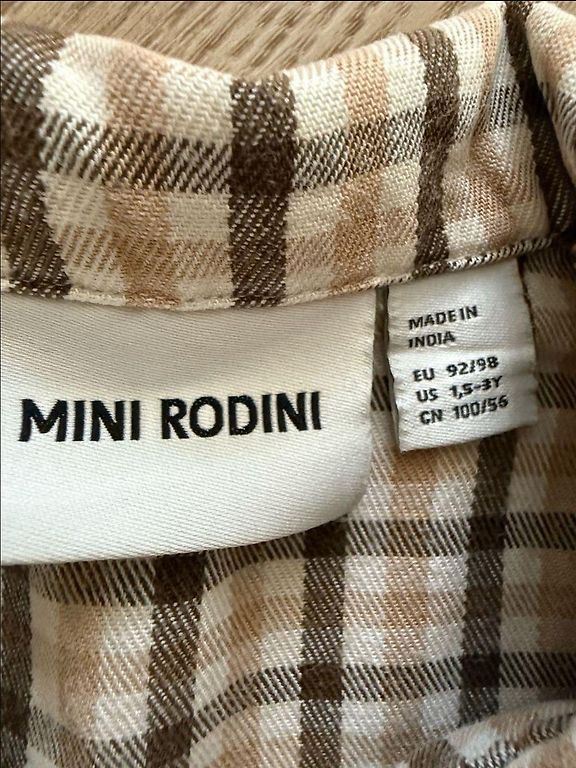 MINI RODINI
MADE IN
INDIA
EU 92/98
US 1,5-3Y
CN 100/56